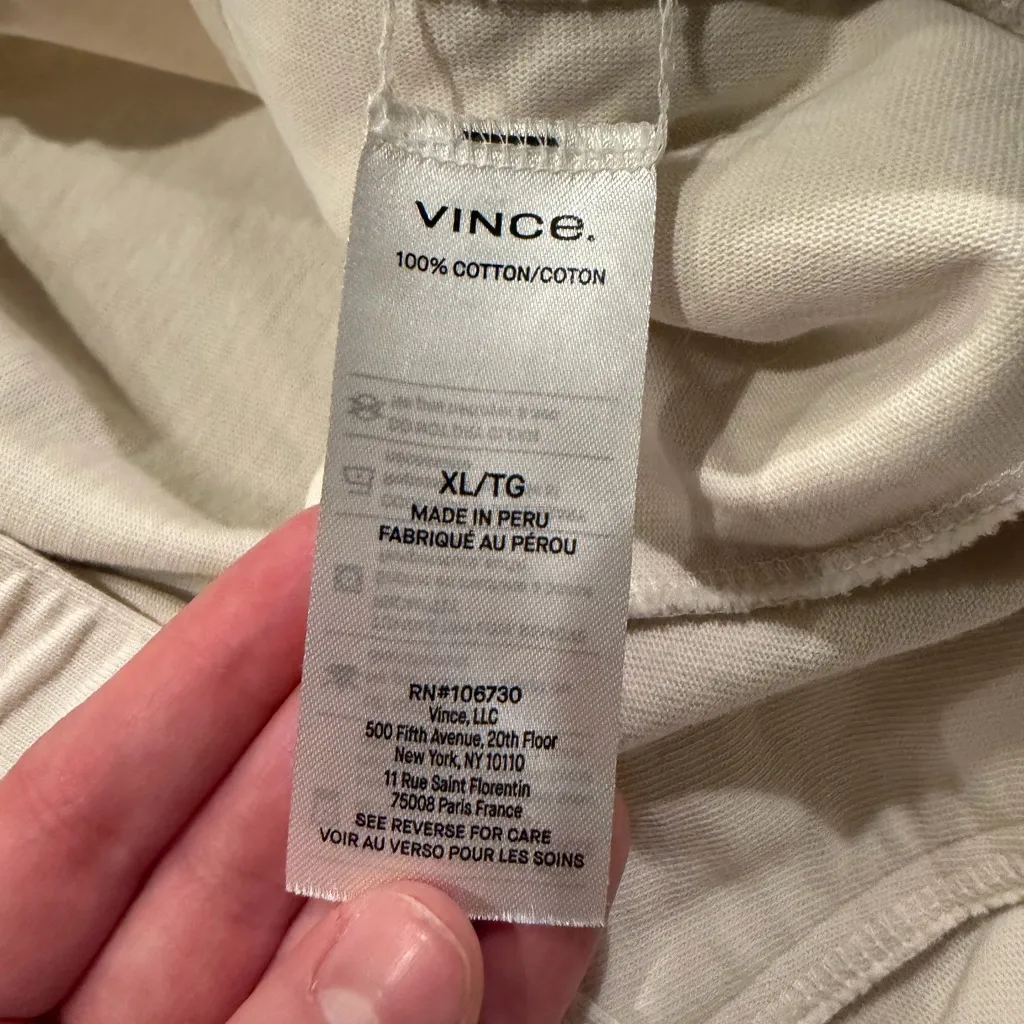 VINCe.
100% COTTON/COTON
XL/TG
MADE IN PERU
FABRIQUÉ AU PÉROU
RN#106730
Vince, LLC
500 Fifth Avenue, 20th Floor
New York, NY 10110
11 Rue Saint Florentin
75008 Paris France
SEE REVERSE FOR CARE
VOIR AU VERSO POUR LES SOINS